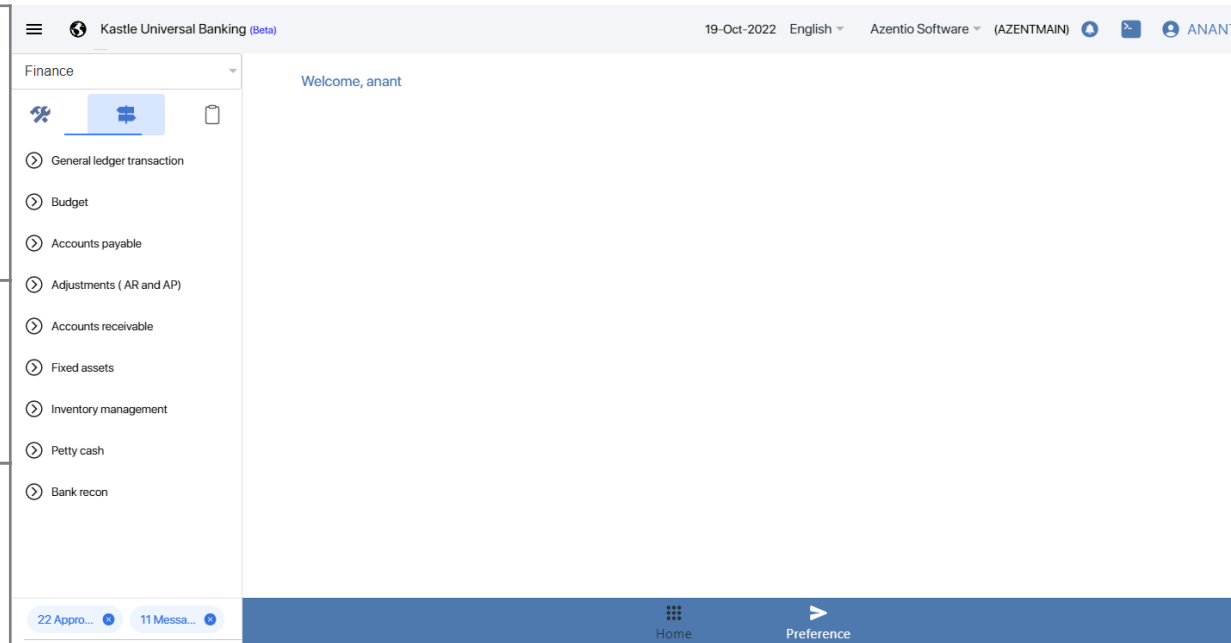 Kastle Universal Banking (Beta)
19-Oct-2022 English Azentio Software (AZENTMAIN) ANANT
Finance
Welcome, anant
General ledger transaction
Budget
Accounts payable
Adjustments ( AR and AP)
Accounts receivable
Fixed assets
Inventory management
Petty cash
Bank recon
22 Appro... 11 Messa...
Home Preference